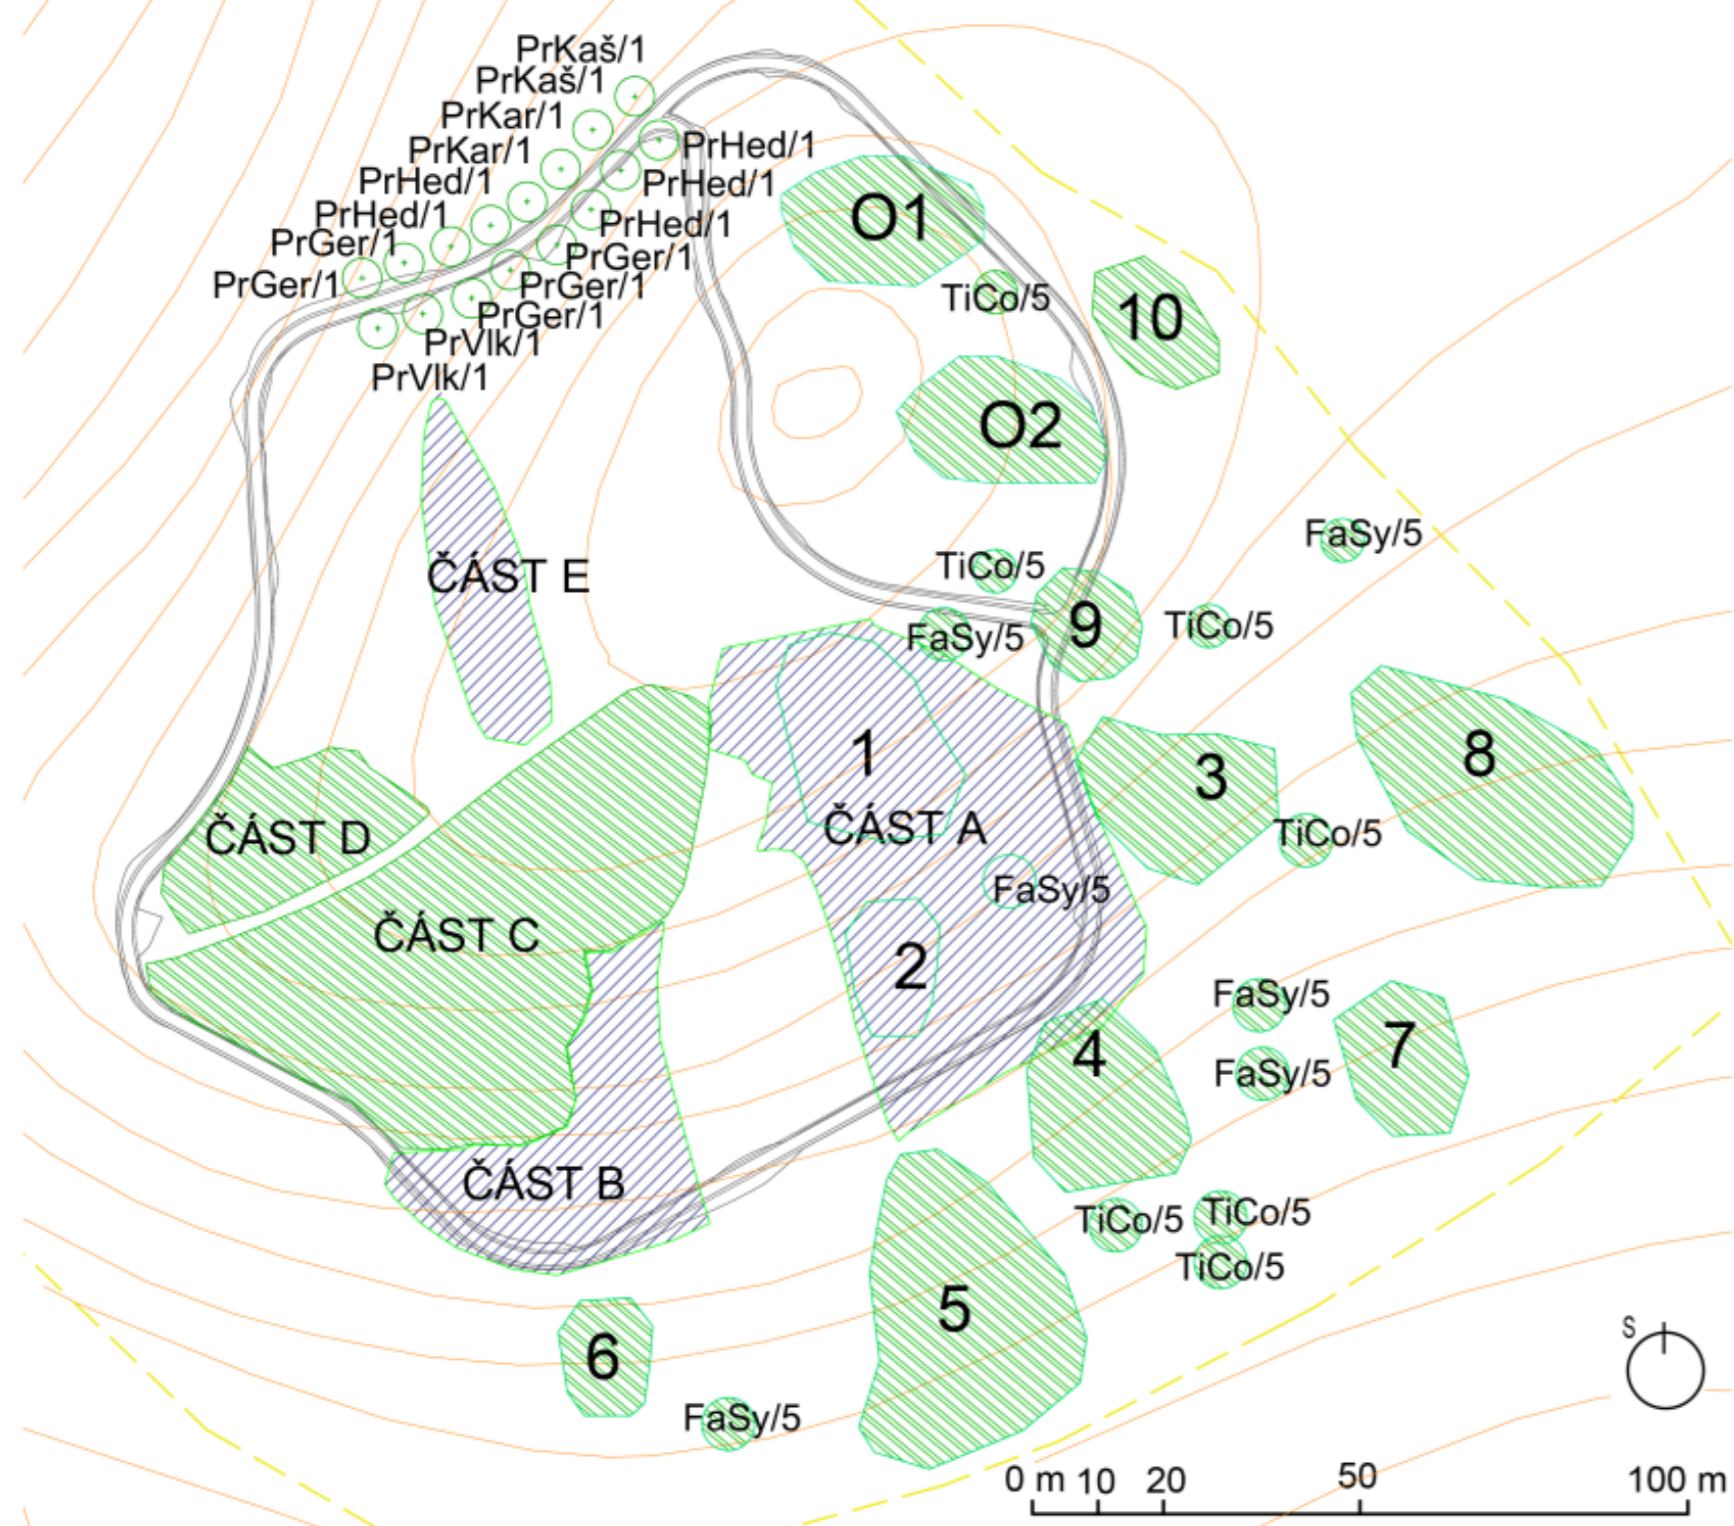 PrKaš/1
PrKaš/1
PrKar/1
PrKar/1
PrHed/1
PrHed/1
PrGer/1
PrGer/1
PrHed/1
PrHed/1
PrHed/1
PrGer/1
PrGer/1
PrGer/1
PrVlk/1
PrVlk/1
O1
TiCo/5
10
O2
FaSy/5
ČÁST E
TiCo/5
FaSy/5
9
TiCo/5
1
3
8
ČÁST D
ČÁST A
TiCo/5
FaSy/5
ČÁST C
2
FaSy/5
4
7
FaSy/5
ČÁST B
TiCo/5
TiCo/5
TiCo/5
5
6
FaSy/5
S
0 m 10 20 50 100 m